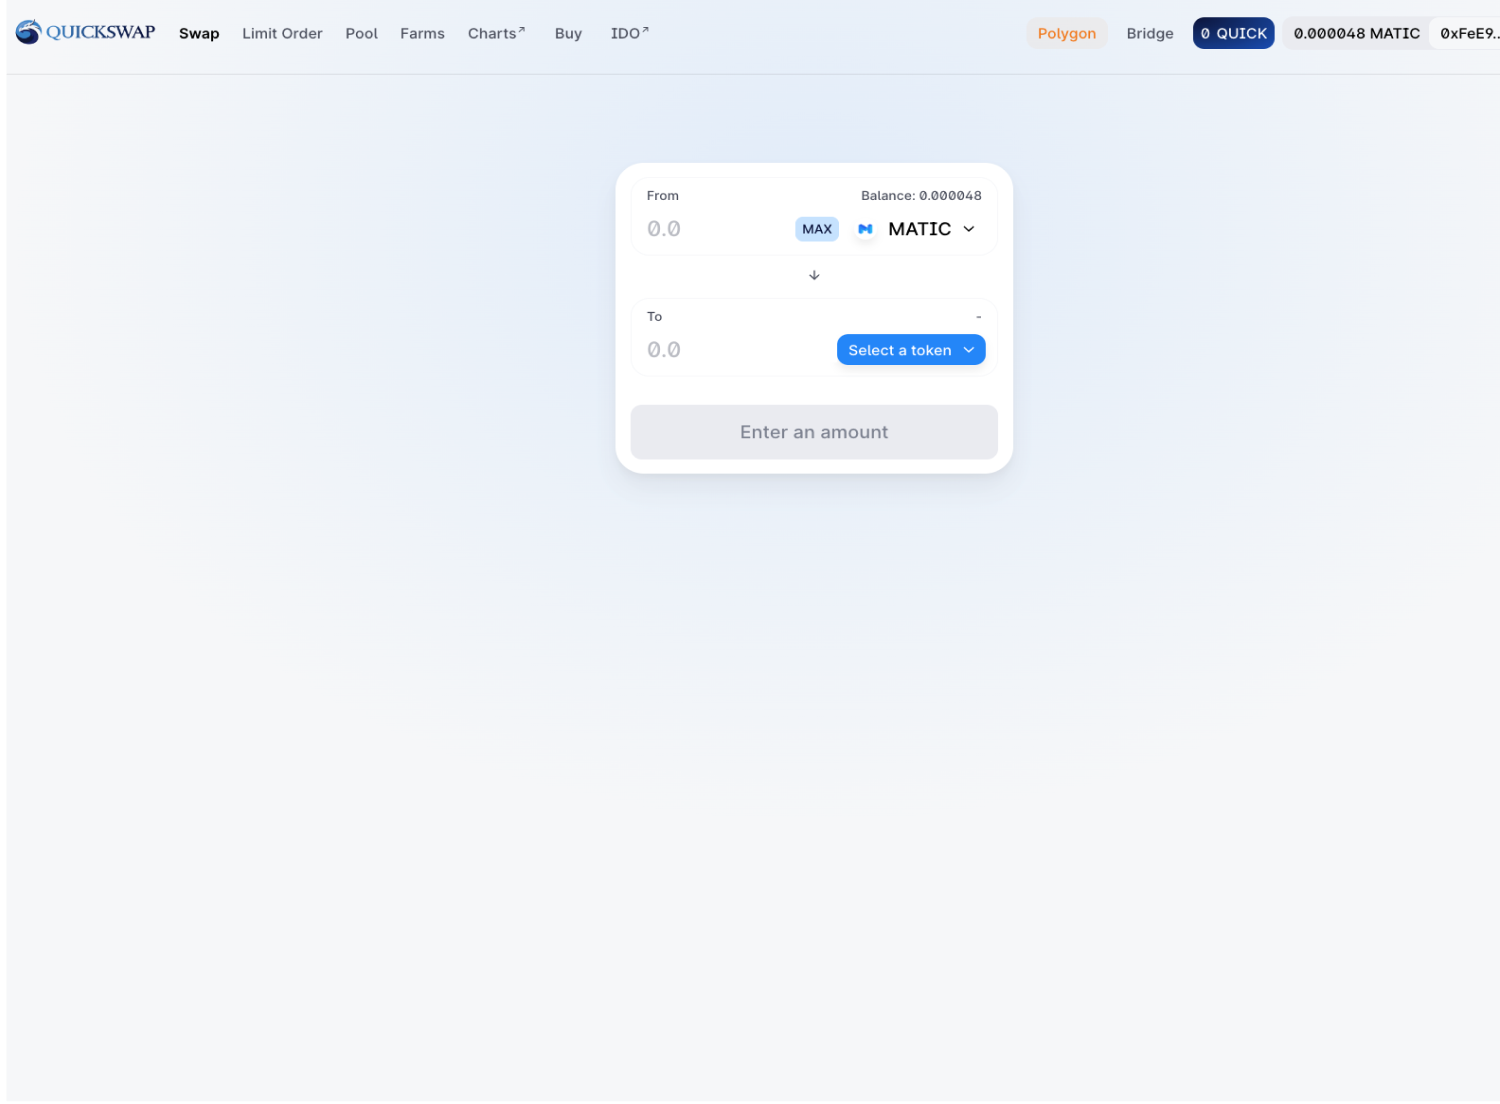 QUICKSWAP Swap Limit Order Pool Farms Charts↗ Buy IDO↗ Polygon Bridge 0 QUICK 0.000048 MATIC 0xFeE9..
From Balance: 0.000048
0.0 MAX MATIC
To -
0.0 Select a token
Enter an amount